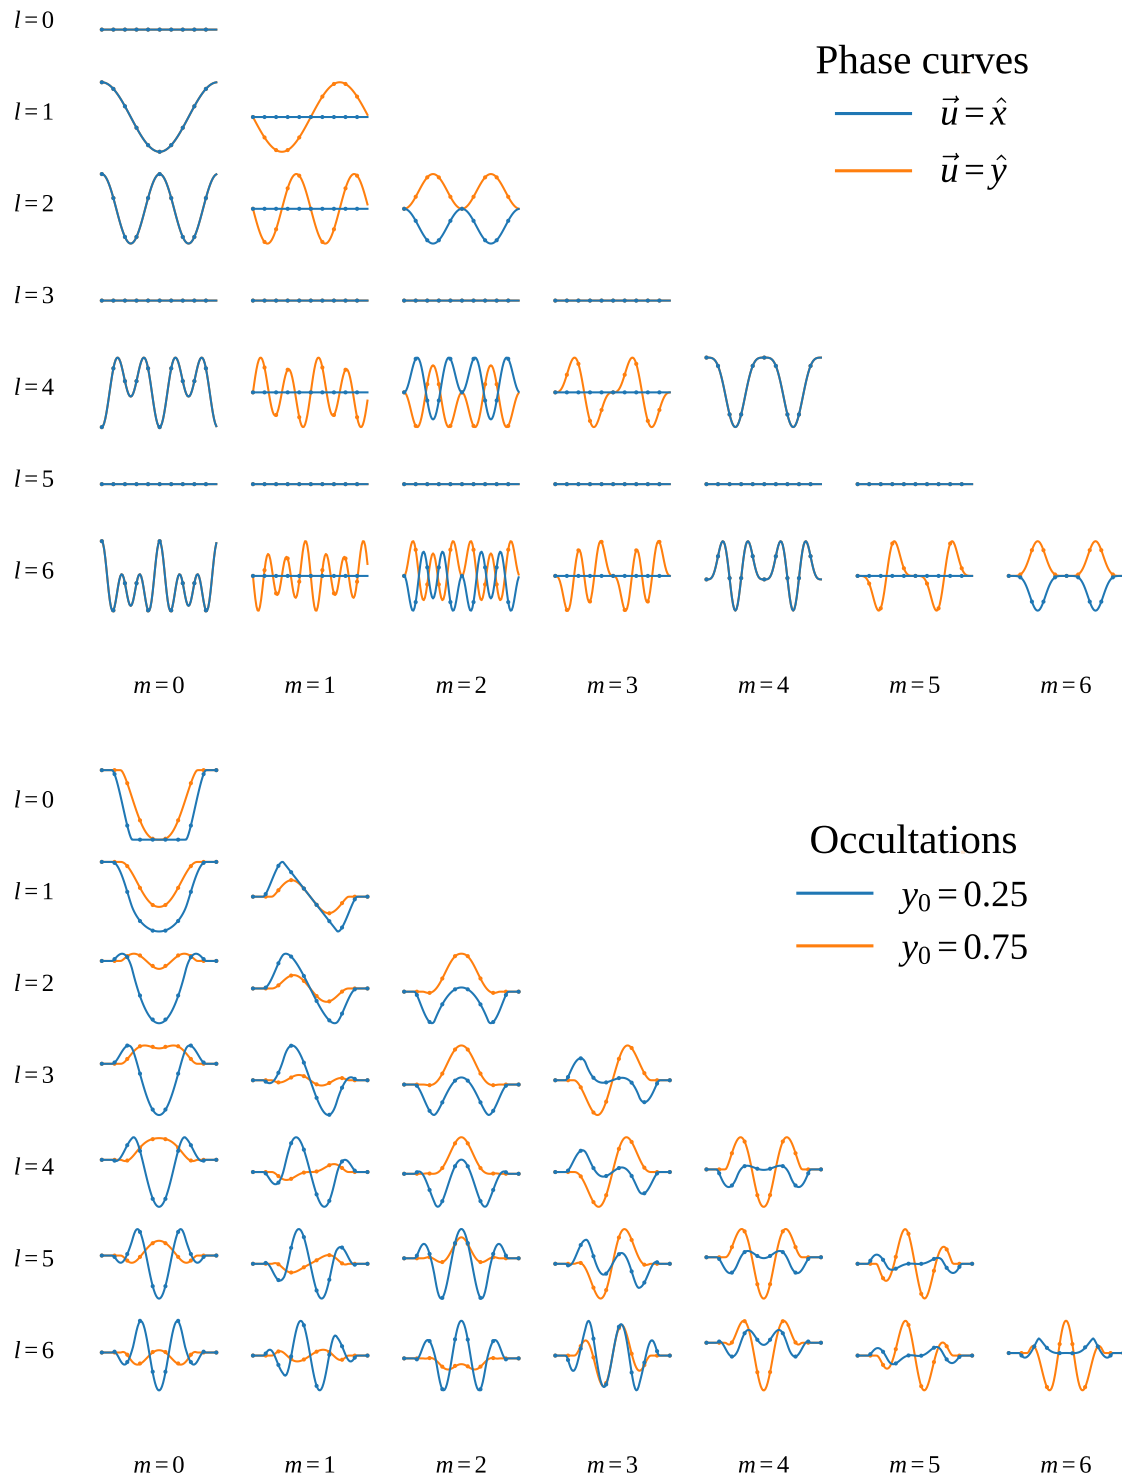 l = 0
Phase curves
l = 1
u⃗ = x̂
u⃗ = ŷ
l = 2
l = 3
l = 4
l = 5
l = 6
m = 0 m = 1 m = 2 m = 3 m = 4 m = 5 m = 6
l = 0
Occultations
l = 1
y₀ = 0.25
y₀ = 0.75
l = 2
l = 3
l = 4
l = 5
l = 6
m = 0 m = 1 m = 2 m = 3 m = 4 m = 5 m = 6